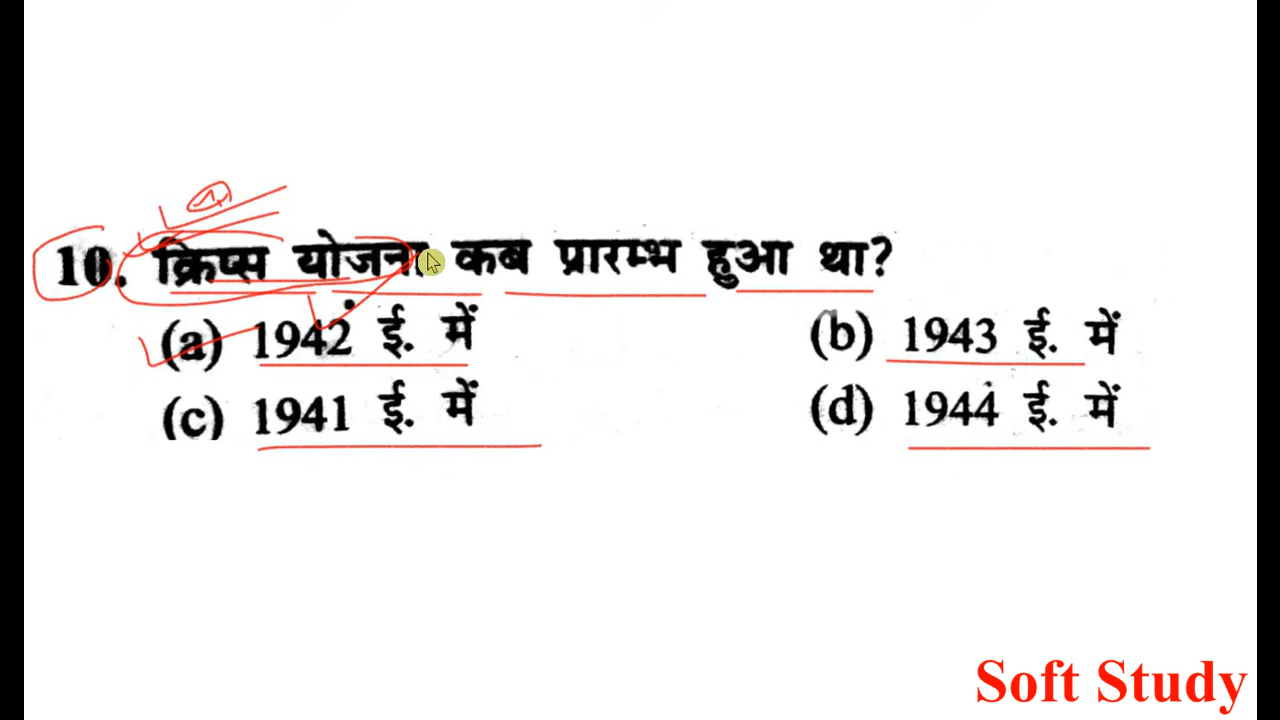 10. क्रिप्स योजना कब प्रारम्भ हुआ था?
(a) 1942 ई. में (b) 1943 ई. में
(c) 1941 ई. में (d) 1944 ई. में
Soft Study